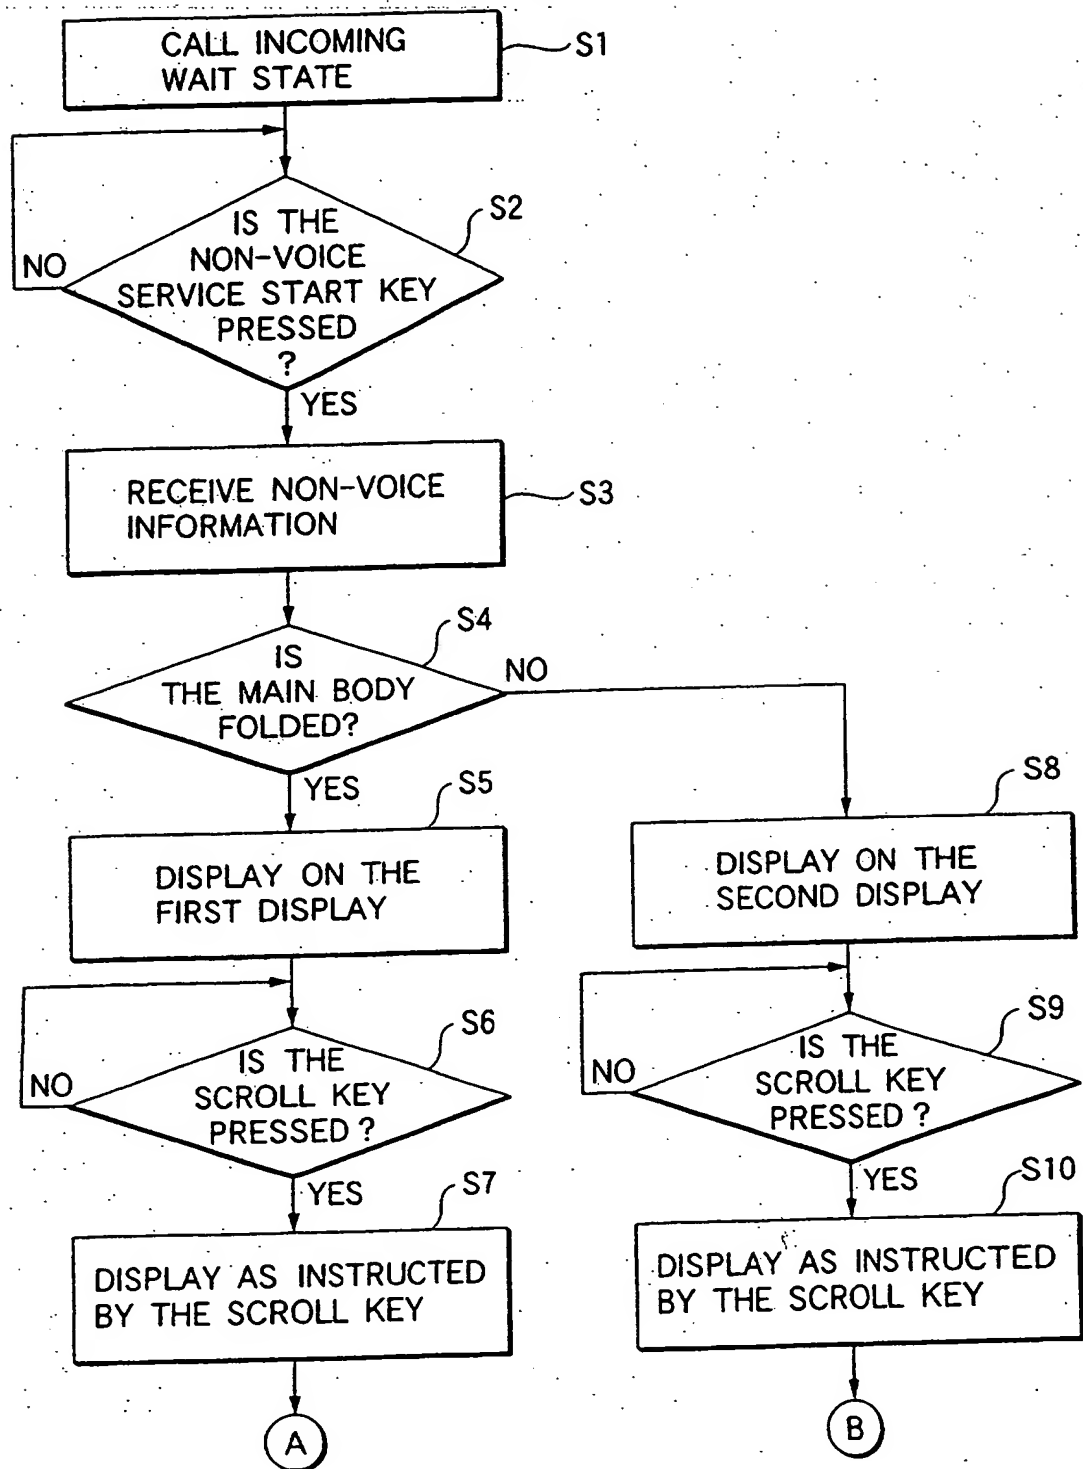 CALL INCOMING
WAIT STATE
S1
IS THE
NON-VOICE
SERVICE START KEY
PRESSED
?
S2
NO
YES
RECEIVE NON-VOICE
INFORMATION
S3
IS
THE MAIN BODY
FOLDED?
S4
NO
YES
DISPLAY ON THE
FIRST DISPLAY
S5
DISPLAY ON THE
SECOND DISPLAY
S8
IS THE
SCROLL KEY
PRESSED?
S6
NO
YES
IS THE
SCROLL KEY
PRESSED?
S9
NO
YES
DISPLAY AS INSTRUCTED
BY THE SCROLL KEY
S7
DISPLAY AS INSTRUCTED
BY THE SCROLL KEY
S10
A
B